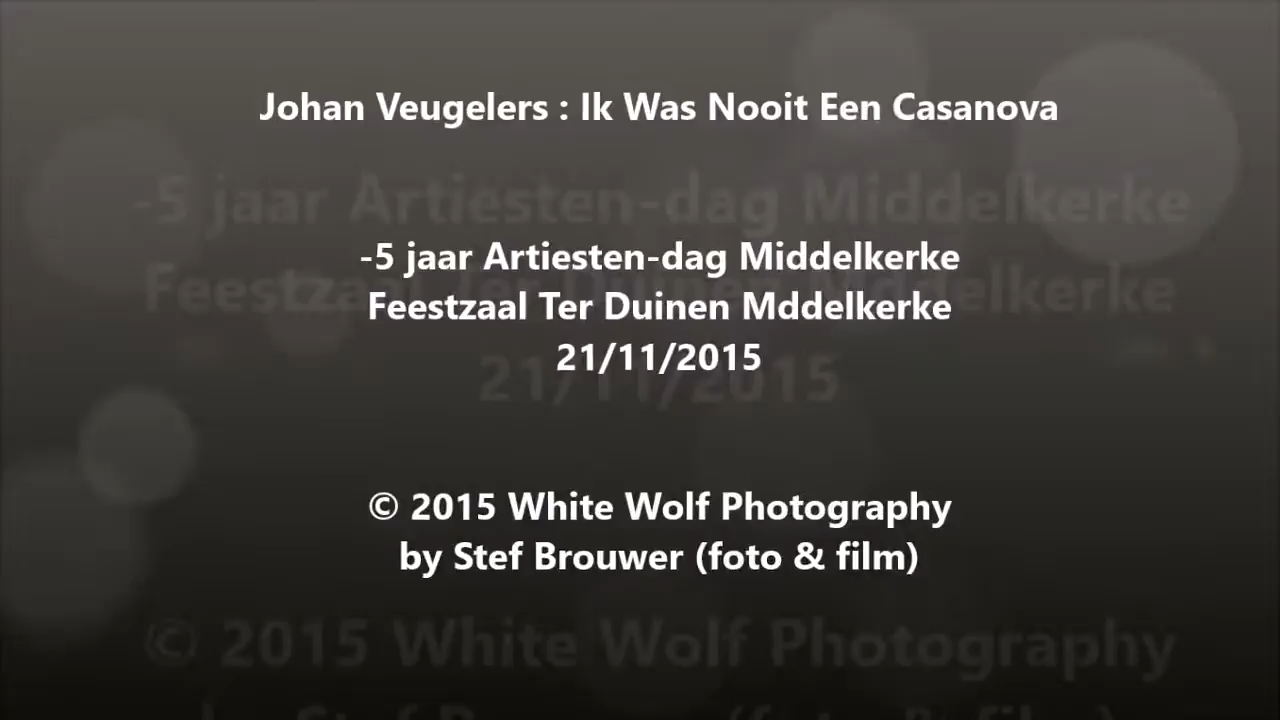 Johan Veugelers : Ik Was Nooit Een Casanova
-5 jaar Artiesten-dag Middelkerke
Feestzaal Ter Duinen Mddelkerke
21/11/2015
© 2015 White Wolf Photography
by Stef Brouwer (foto & film)